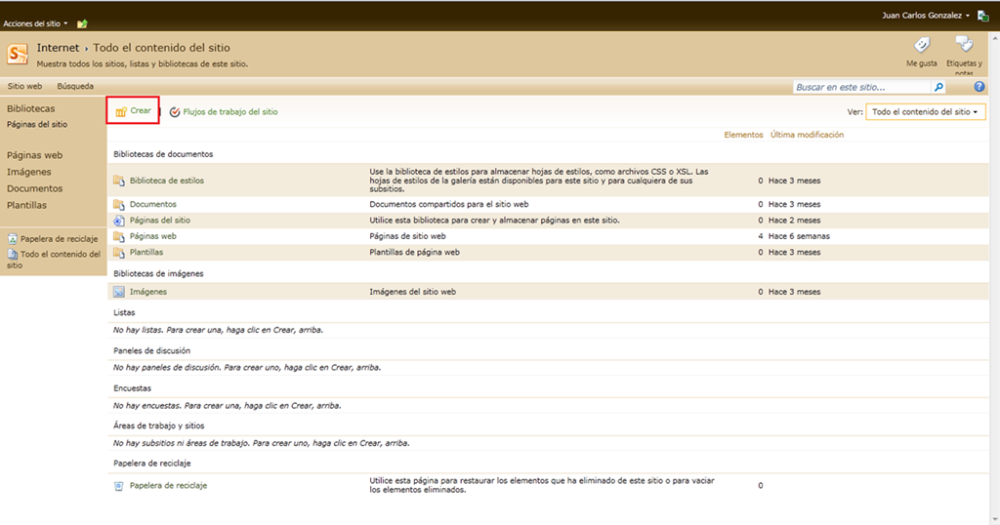 Juan Carlos Gonzalez
Acciones del sitio
Internet › Todo el contenido del sitio
Muestra todos los sitios, listas y bibliotecas de este sitio.
Me gusta
Etiquetas y
notas
Sitio web Búsqueda
Buscar en este sitio...
Bibliotecas
Páginas del sitio
Páginas web
Imágenes
Documentos
Plantillas
Papelera de reciclaje
Todo el contenido del
sitio
Crear Flujos de trabajo del sitio
Ver: Todo el contenido del sitio
Elementos Última modificación
Bibliotecas de documentos
Biblioteca de estilos
Use la biblioteca de estilos para almacenar hojas de estilos, como archivos CSS o XSL. Las
hojas de estilos de la galería están disponibles para este sitio y para cualquiera de sus
subsitios.
0 Hace 3 meses
Documentos Documentos compartidos para el sitio web 0 Hace 3 meses
Páginas del sitio Utilice esta biblioteca para crear y almacenar páginas en este sitio. 0 Hace 2 meses
Páginas web Páginas de sitio web 4 Hace 6 semanas
Plantillas Plantillas de página web 0 Hace 3 meses
Bibliotecas de imágenes
Imágenes Imágenes del sitio web 0 Hace 3 meses
Listas
No hay listas. Para crear una, haga clic en Crear, arriba.
Paneles de discusión
No hay paneles de discusión. Para crear uno, haga clic en Crear, arriba.
Encuestas
No hay encuestas. Para crear una, haga clic en Crear, arriba.
Áreas de trabajo y sitios
No hay subsitios ni áreas de trabajo. Para crear uno, haga clic en Crear, arriba.
Papelera de reciclaje
Papelera de reciclaje
Utilice esta página para restaurar los elementos que ha eliminado de este sitio o para vaciar
los elementos eliminados.
0